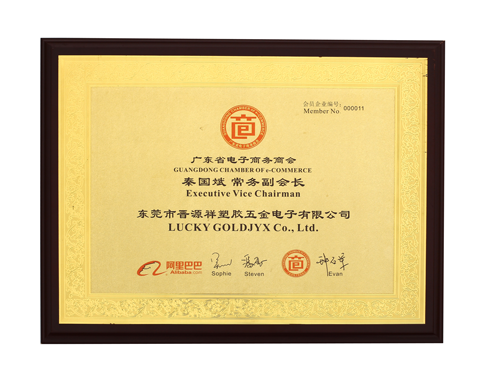 会员企业编号:
Member No. 000011
广东省电子商务商会
GUANGDONG CHAMBER OF e-COMMERCE
秦国斌 常务副会长
Executive Vice Chairman
东莞市晋源祥塑胶五金电子有限公司
LUCKY GOLDJYX Co., Ltd.
阿里巴巴
Alibaba.com
Sophie Steven Evan